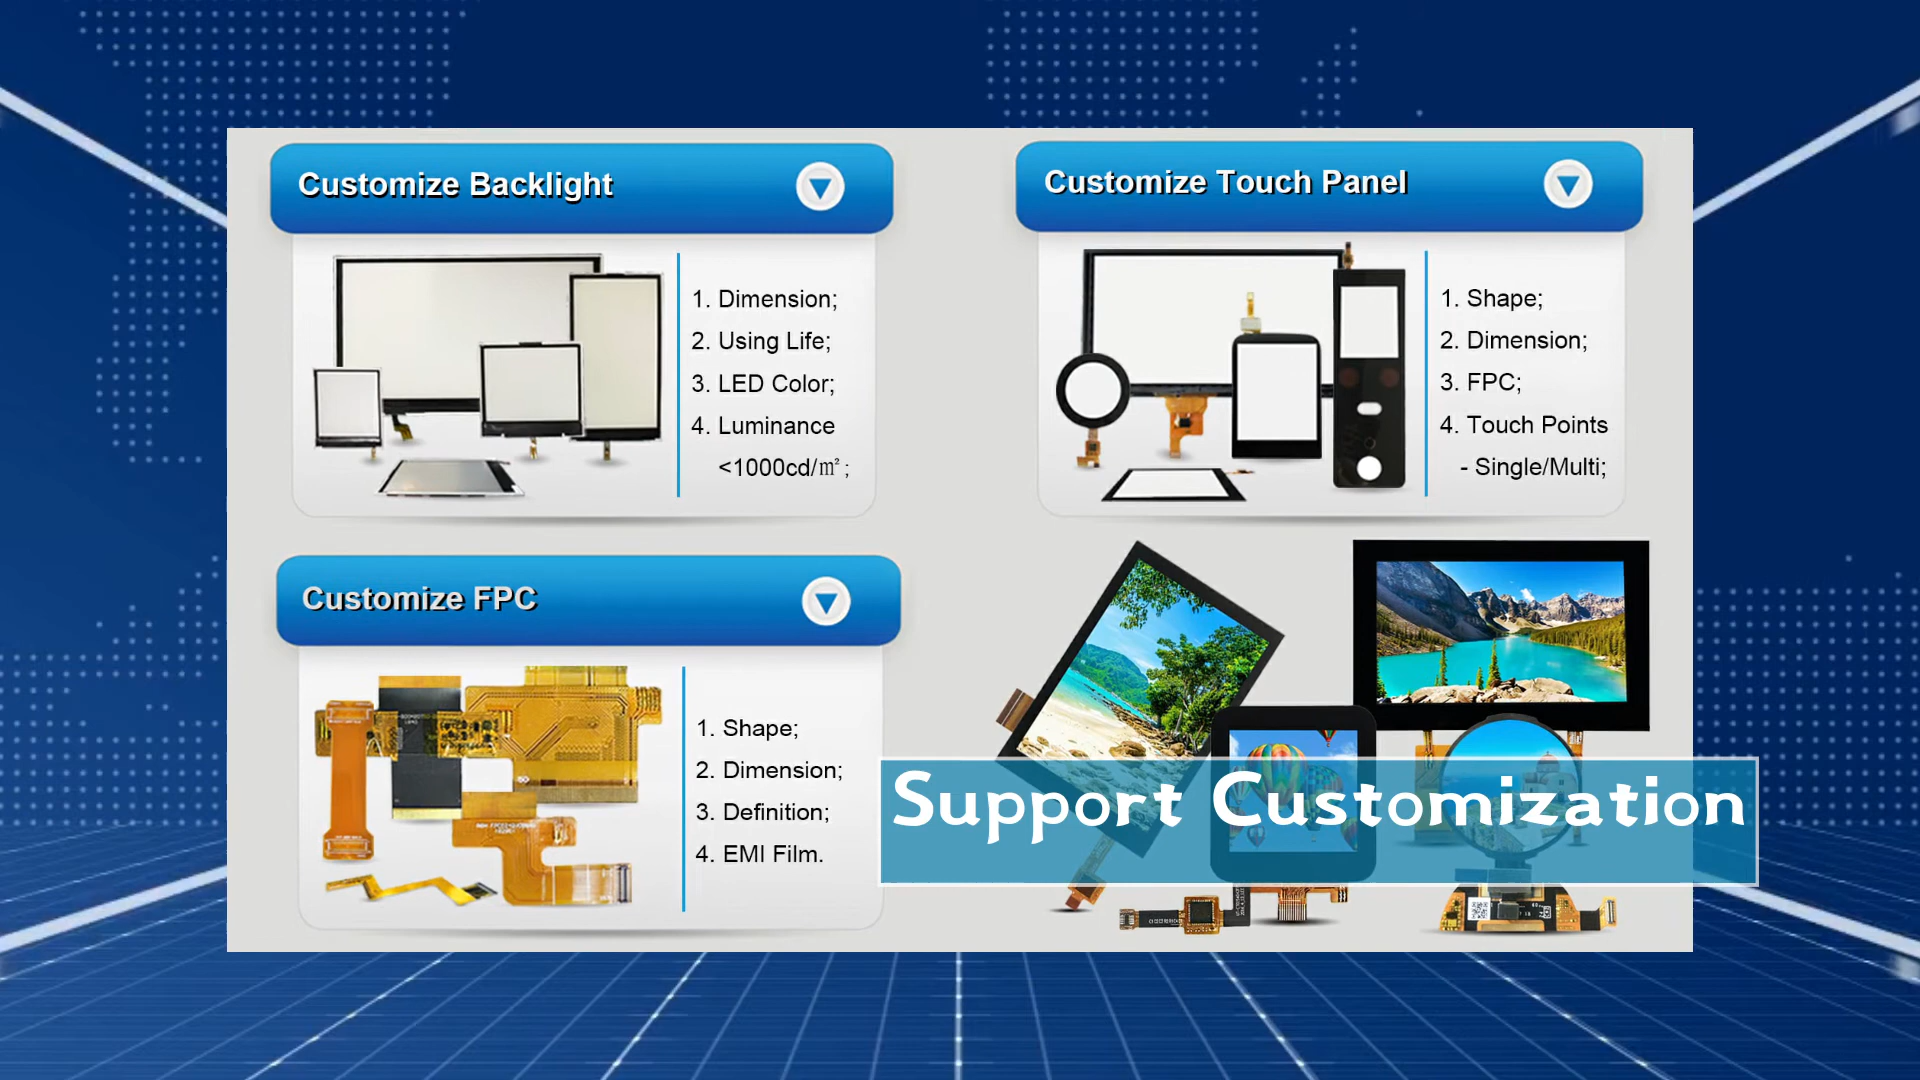 Customize Backlight
1. Dimension;
2. Using Life;
3. LED Color;
4. Luminance
<1000cd/㎡;
Customize Touch Panel
1. Shape;
2. Dimension;
3. FPC;
4. Touch Points
- Single/Multi;
Customize FPC
1. Shape;
2. Dimension;
3. Definition;
4. EMI Film.
Support Customization